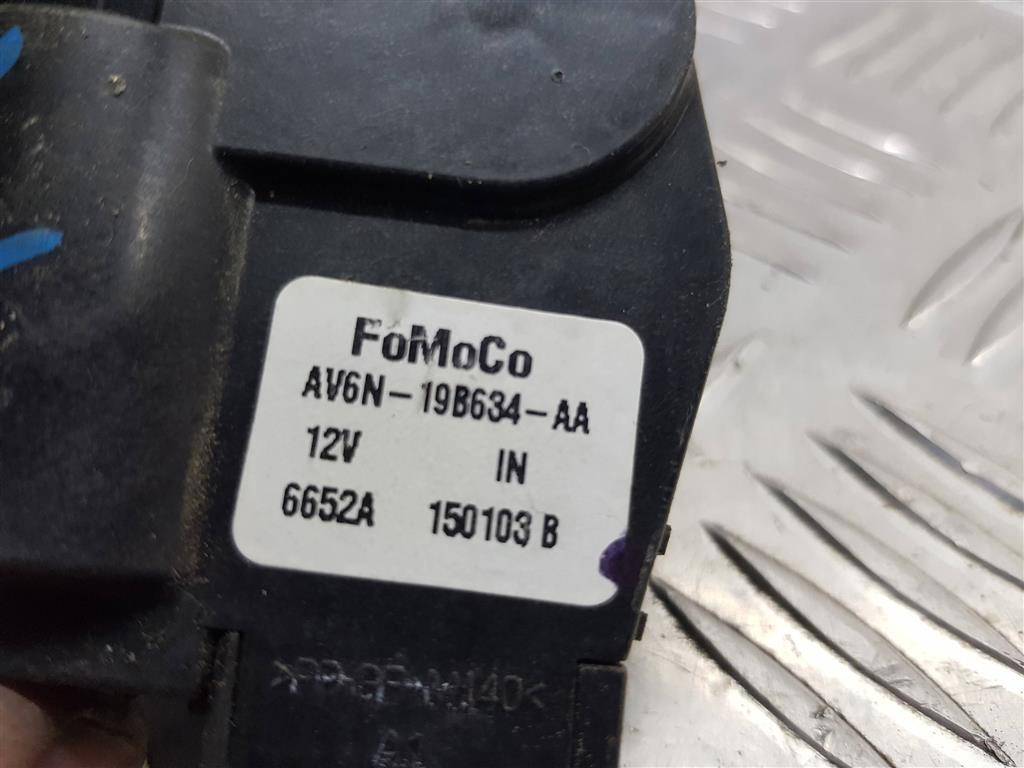 FoMoCo
AV6N-19B634-AA
12V IN
6652A 150103 B